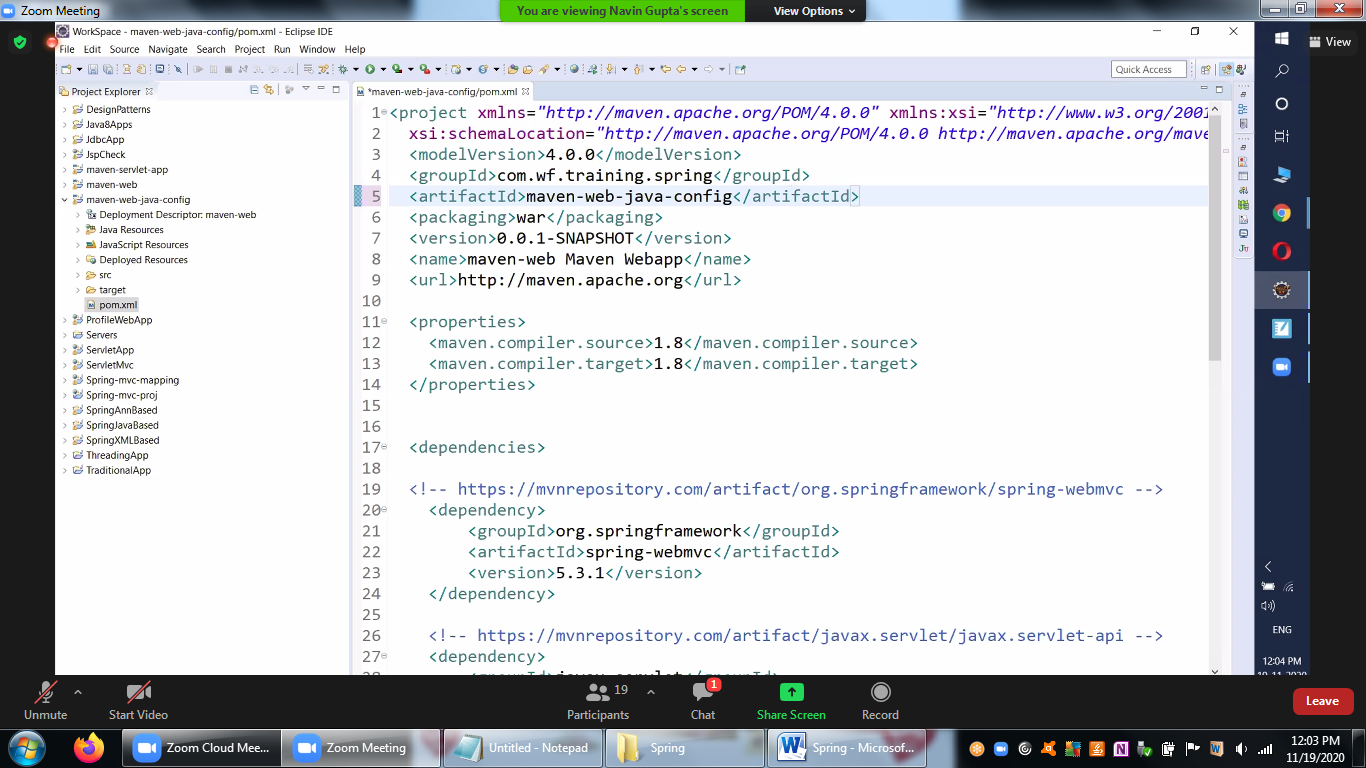 Zoom Meeting
You are viewing Navin Gupta's screen
View Options
WorkSpace - maven-web-java-config/pom.xml - Eclipse IDE
View
File Edit Source Navigate Search Project Run Window Help
Quick Access
Project Explorer
*maven-web-java-config/pom.xml
DesignPatterns
Java8Apps
JdbcApp
JspCheck
maven-servlet-app
maven-web
maven-web-java-config
Deployment Descriptor: maven-web
Java Resources
JavaScript Resources
Deployed Resources
src
target
pom.xml
ProfileWebApp
Servers
ServletApp
ServletMvc
Spring-mvc-mapping
Spring-mvc-proj
SpringAnnBased
SpringJavaBased
SpringXMLBased
ThreadingApp
TraditionalApp
1 <project xmlns="http://maven.apache.org/POM/4.0.0" xmlns:xsi="http://www.w3.org/2001
2 xsi:schemaLocation="http://maven.apache.org/POM/4.0.0 http://maven.apache.org/mave
3 <modelVersion>4.0.0</modelVersion>
4 <groupId>com.wf.training.spring</groupId>
5 <artifactId>maven-web-java-config</artifactId>
6 <packaging>war</packaging>
7 <version>0.0.1-SNAPSHOT</version>
8 <name>maven-web Maven Webapp</name>
9 <url>http://maven.apache.org</url>
10
11 <properties>
12 <maven.compiler.source>1.8</maven.compiler.source>
13 <maven.compiler.target>1.8</maven.compiler.target>
14 </properties>
15
16
17 <dependencies>
18
19 <!-- https://mvnrepository.com/artifact/org.springframework/spring-webmvc -->
20 <dependency>
21 <groupId>org.springframework</groupId>
22 <artifactId>spring-webmvc</artifactId>
23 <version>5.3.1</version>
24 </dependency>
25
26 <!-- https://mvnrepository.com/artifact/javax.servlet/javax.servlet-api -->
27 <dependency>
28 <groupId>javax.servlet</groupId>
ENG
12:04 PM
19-11-2020
Unmute
Start Video
19
Participants
1
Chat
Share Screen
Record
Leave
Zoom Cloud Mee...
Zoom Meeting
Untitled - Notepad
Spring
Spring - Microsof...
12:03 PM
11/19/2020